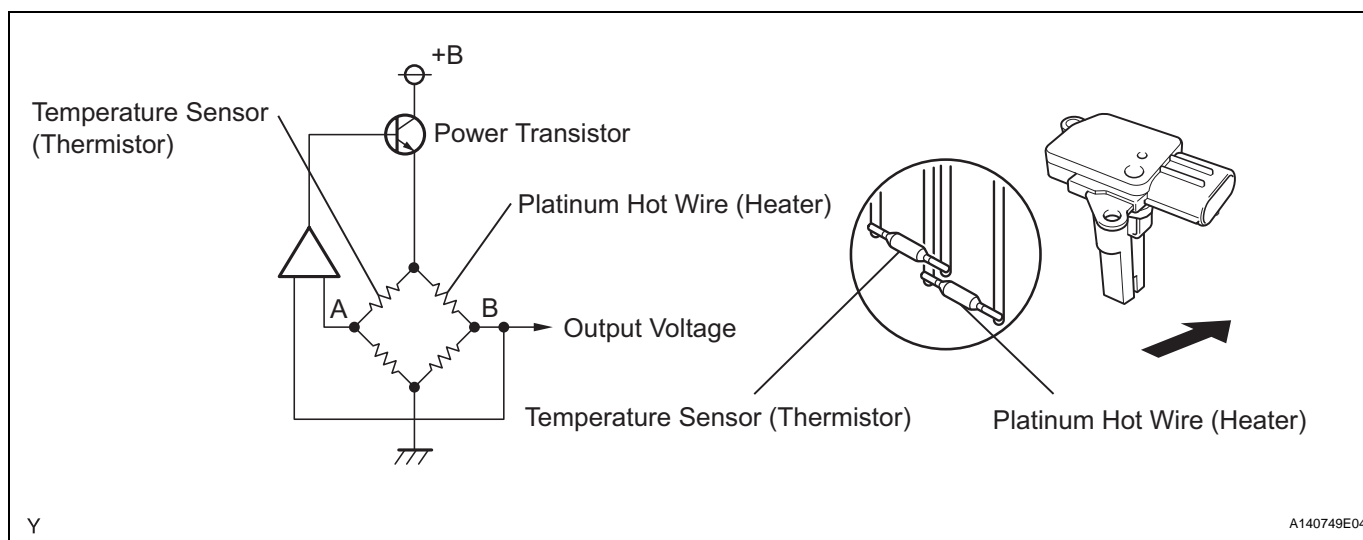 +B
Temperature Sensor
(Thermistor)
Power Transistor
Platinum Hot Wire (Heater)
A
B
Output Voltage
Temperature Sensor (Thermistor)
Platinum Hot Wire (Heater)
Y
A140749E04